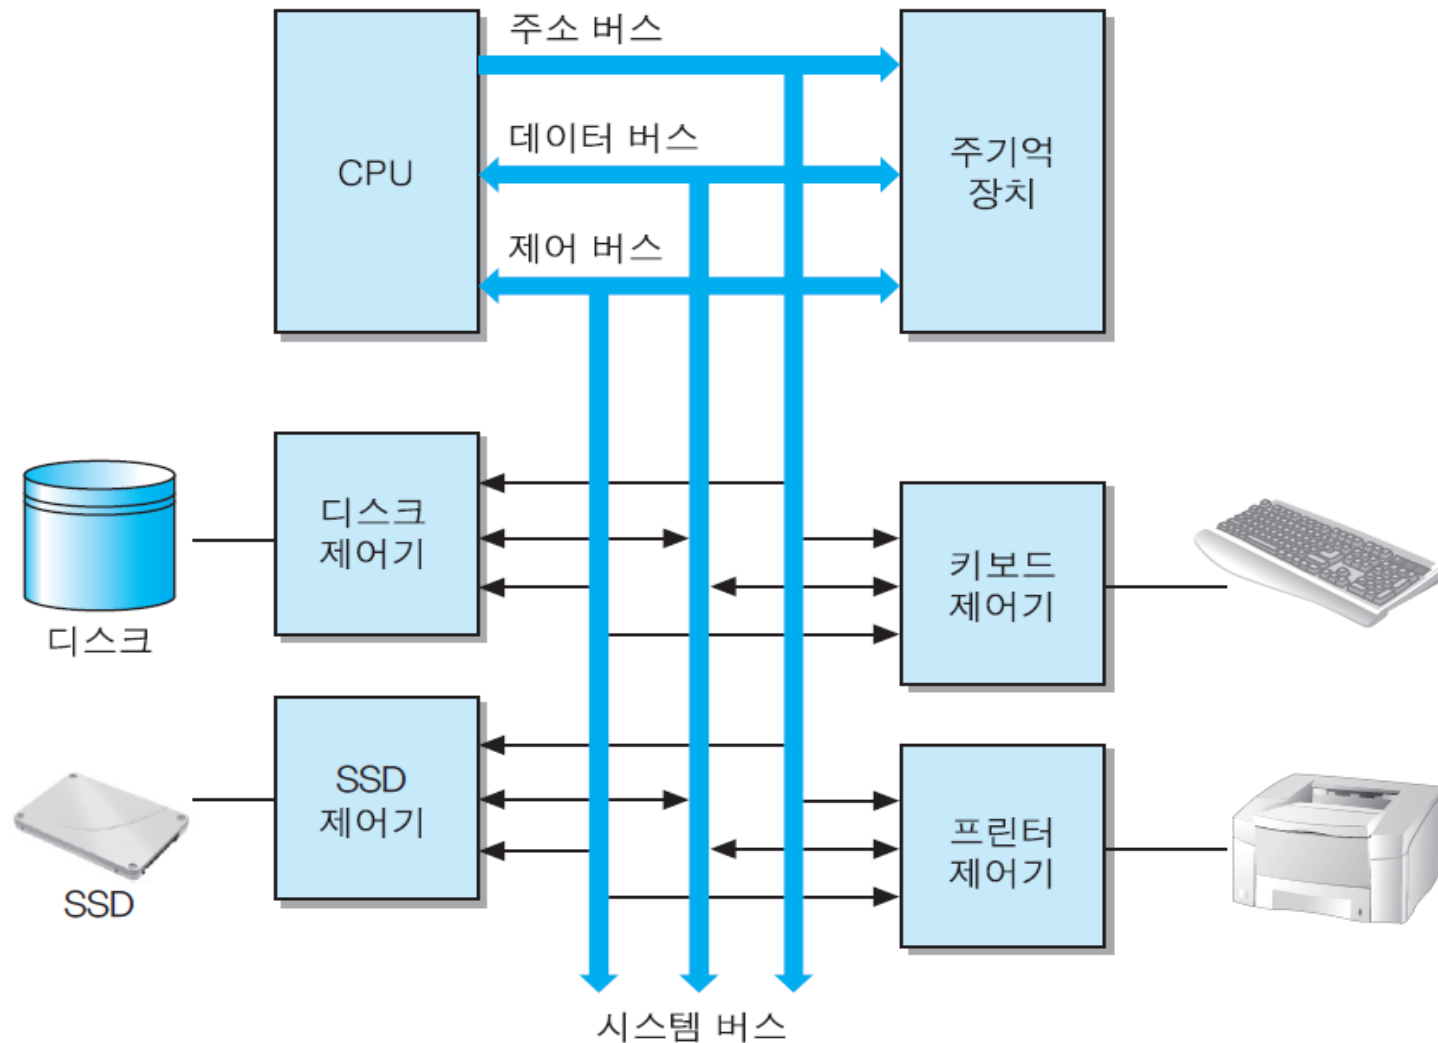 주소 버스
데이터 버스
제어 버스
CPU
주기억
장치
디스크
제어기
디스크
키보드
제어기
SSD
제어기
SSD
프린터
제어기
시스템 버스